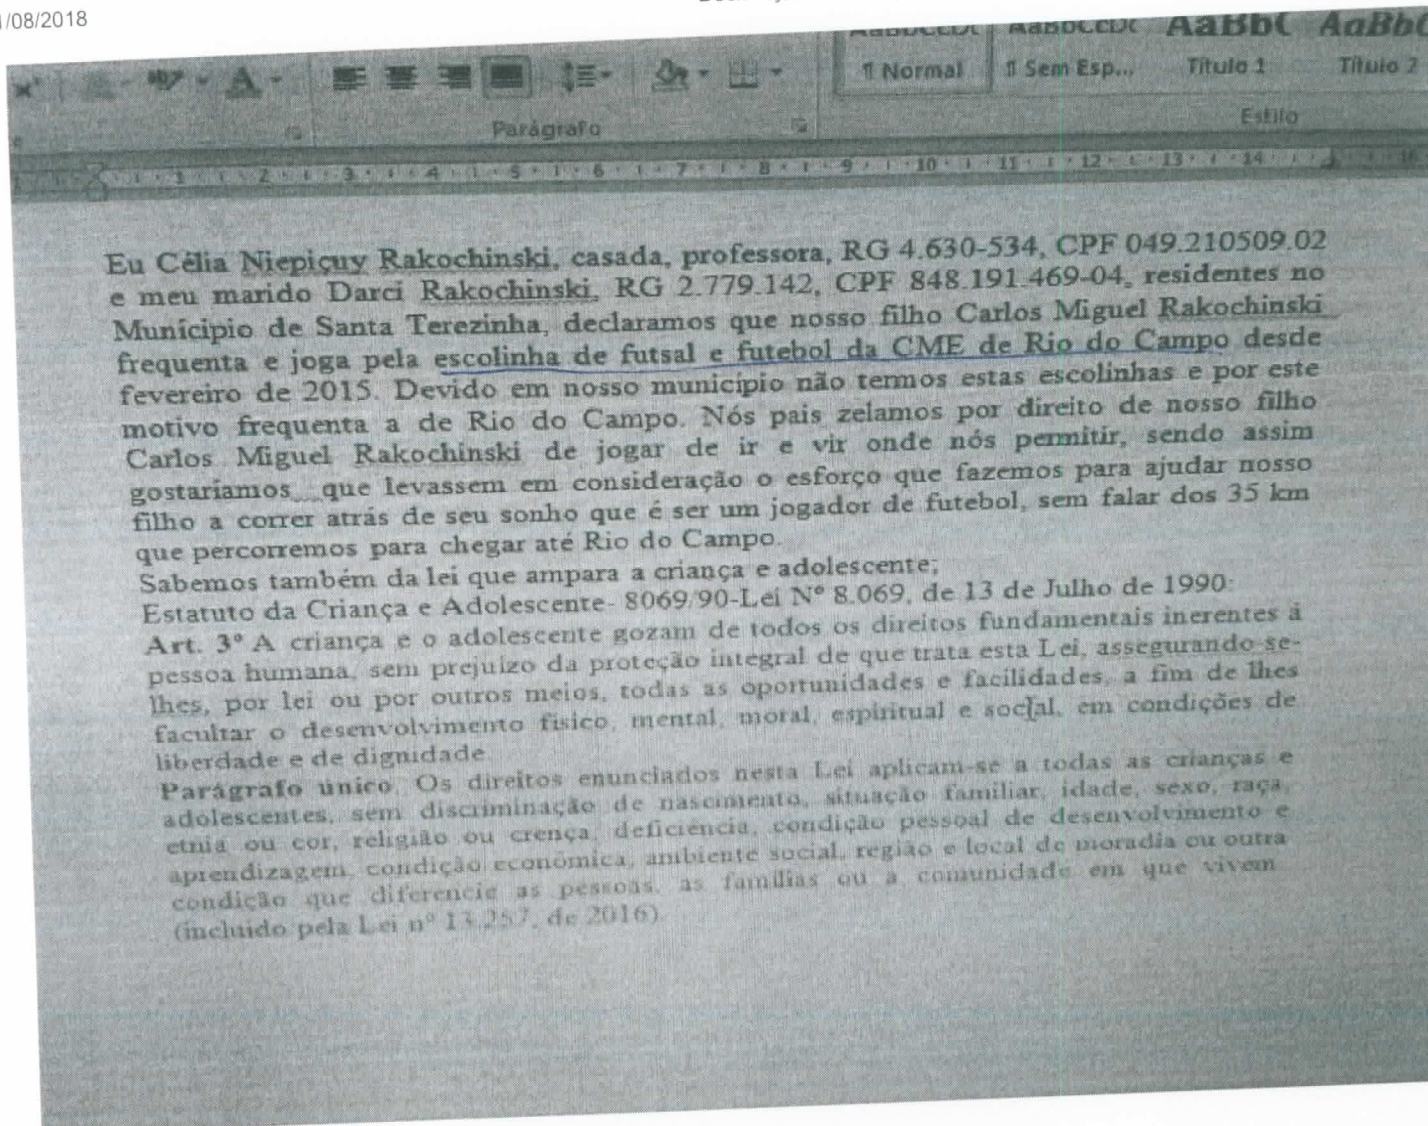 /08/2018
¶ Normal
¶ Sem Esp...
Título 1
Título 2
Parágrafo
Estilo
Eu Célia Niepiçuy Rakochinski, casada, professora, RG 4.630-534, CPF 049.210509.02
e meu marido Darci Rakochinski, RG 2.779.142, CPF 848.191.469-04, residentes no
Município de Santa Terezinha, declaramos que nosso filho Carlos Miguel Rakochinski
frequenta e joga pela escolinha de futsal e futebol da CME de Rio do Campo desde
fevereiro de 2015. Devido em nosso município não termos estas escolinhas e por este
motivo frequenta a de Rio do Campo. Nós pais zelamos por direito de nosso filho
Carlos Miguel Rakochinski de jogar de ir e vir onde nós permitir, sendo assim
gostaríamos que levassem em consideração o esforço que fazemos para ajudar nosso
filho a correr atrás de seu sonho que é ser um jogador de futebol, sem falar dos 35 km
que percorremos para chegar até Rio do Campo.
Sabemos também da lei que ampara a criança e adolescente;
Estatuto da Criança e Adolescente- 8069/90-Lei Nº 8.069, de 13 de Julho de 1990:
Art. 3º A criança e o adolescente gozam de todos os direitos fundamentais inerentes á
pessoa humana, sem prejuízo da proteção integral de que trata esta Lei, assegurando-se-
lhes, por lei ou por outros meios, todas as oportunidades e facilidades, a fim de lhes
facultar o desenvolvimento físico, mental, moral, espiritual e social, em condições de
liberdade e de dignidade.
Parágrafo único. Os direitos enunciados nesta Lei aplicam-se a todas as crianças e
adolescentes, sem discriminação de nascimento, situação familiar, idade, sexo, raça,
etnia ou cor, religião ou crença, deficiência, condição pessoal de desenvolvimento e
aprendizagem, condição econômica, ambiente social, região e local de moradia ou outra
condição que diferencie as pessoas, as famílias ou a comunidade em que vivem
(incluído pela Lei nº 13.257, de 2016)